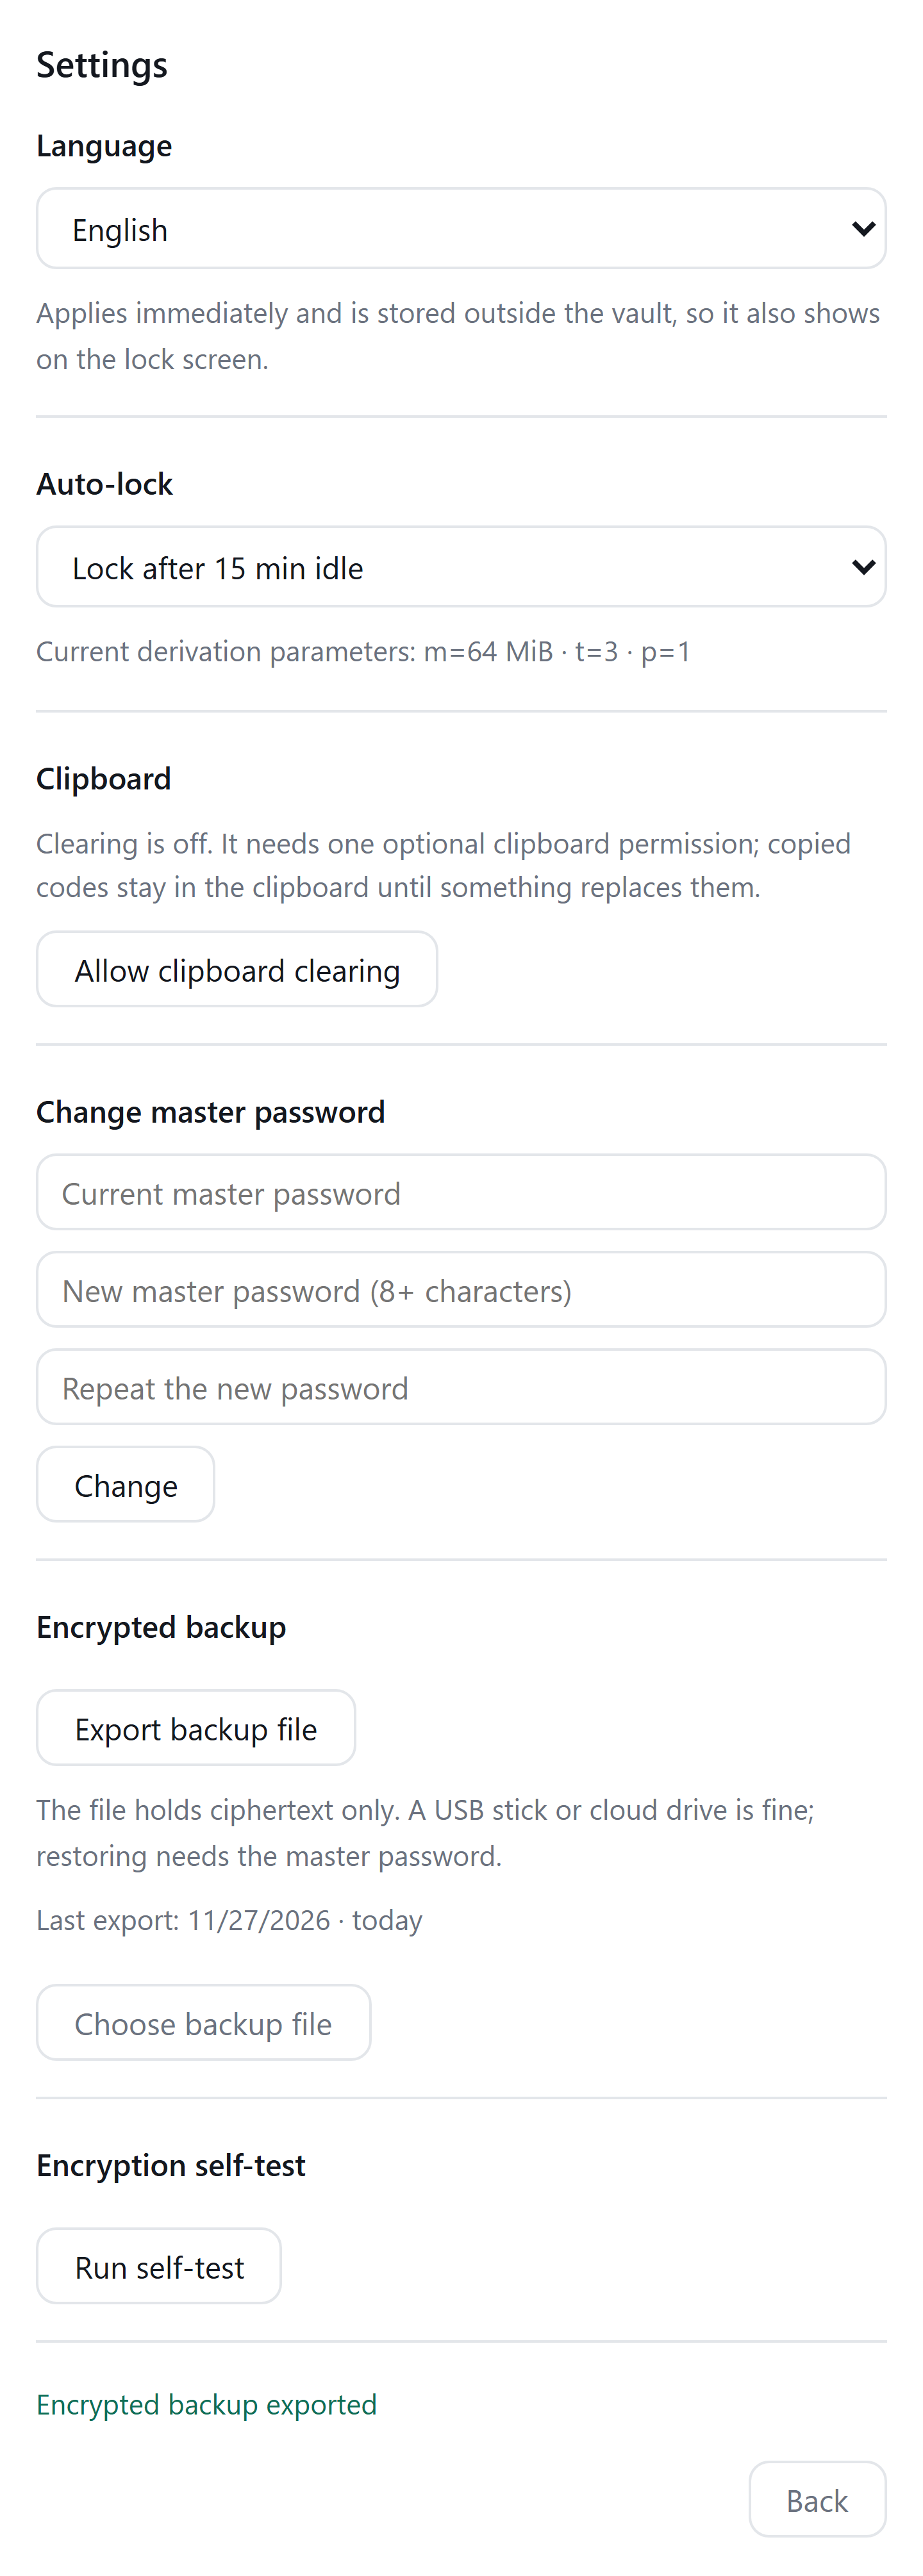 Settings
Language
English
Applies immediately and is stored outside the vault, so it also shows
on the lock screen.
Auto-lock
Lock after 15 min idle
Current derivation parameters: m=64 MiB · t=3 · p=1
Clipboard
Clearing is off. It needs one optional clipboard permission; copied
codes stay in the clipboard until something replaces them.
Allow clipboard clearing
Change master password
Current master password
New master password (8+ characters)
Repeat the new password
Change
Encrypted backup
Export backup file
The file holds ciphertext only. A USB stick or cloud drive is fine;
restoring needs the master password.
Last export: 11/27/2026 · today
Choose backup file
Encryption self-test
Run self-test
Encrypted backup exported
Back